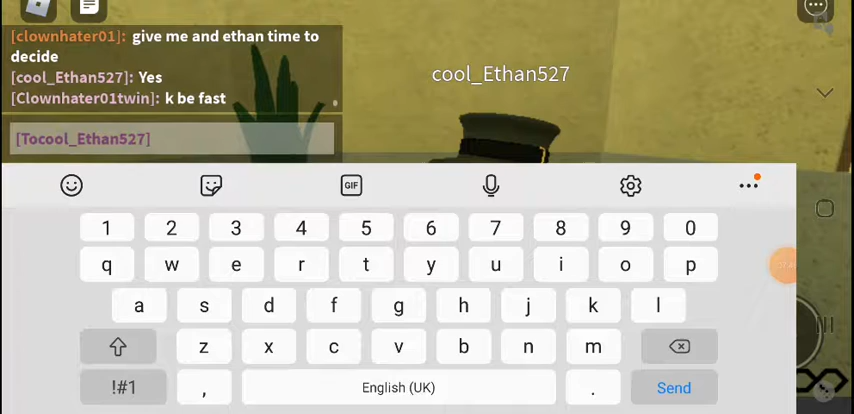 [clownhater01]: give me and ethan time to
decide
[cool_Ethan527]: Yes
[Clownhater01twin]: k be fast
cool_Ethan527
[Tocool_Ethan527]
GIF
1 2 3 4 5 6 7 8 9 0
q w e r t y u i o p
a s d f g h j k l
z x c v b n m
!#1 , English (UK) . Send